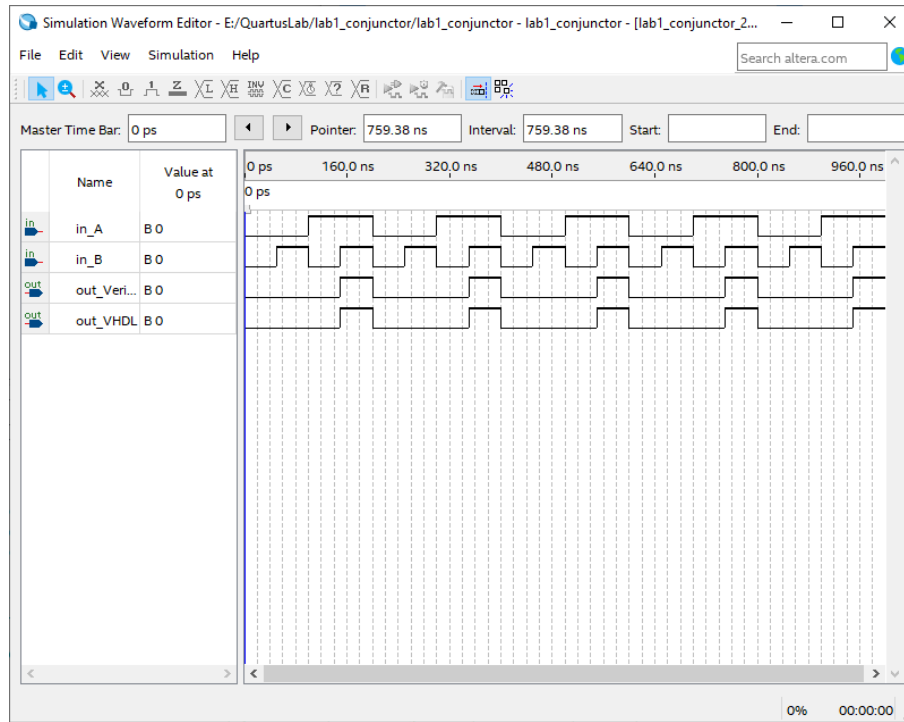 Simulation Waveform Editor - E:/QuartusLab/lab1_conjunctor/lab1_conjunctor - lab1_conjunctor - [lab1_conjunctor_2...
File Edit View Simulation Help
Search altera.com
Master Time Bar: 0 ps Pointer: 759.38 ns Interval: 759.38 ns Start: End:
Name Value at 0 ps
0 ps 160.0 ns 320.0 ns 480.0 ns 640.0 ns 800.0 ns 960.0 ns
0 ps
in in_A B 0
in in_B B 0
out out_Veri... B 0
out out_VHDL B 0
0% 00:00:00